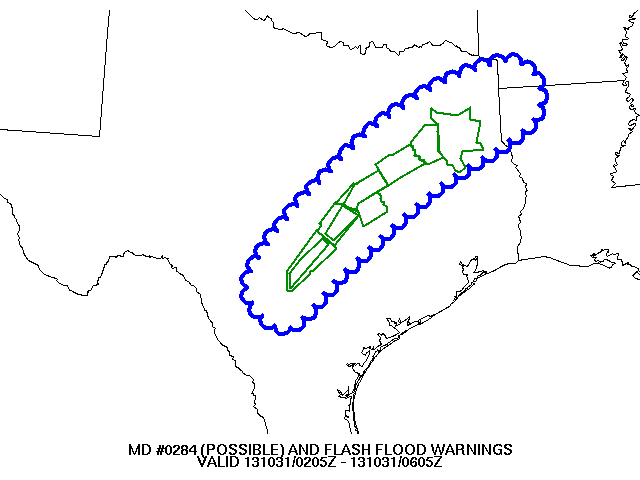 MD #0284 (POSSIBLE) AND FLASH FLOOD WARNINGS
VALID 131031/0205Z - 131031/0605Z